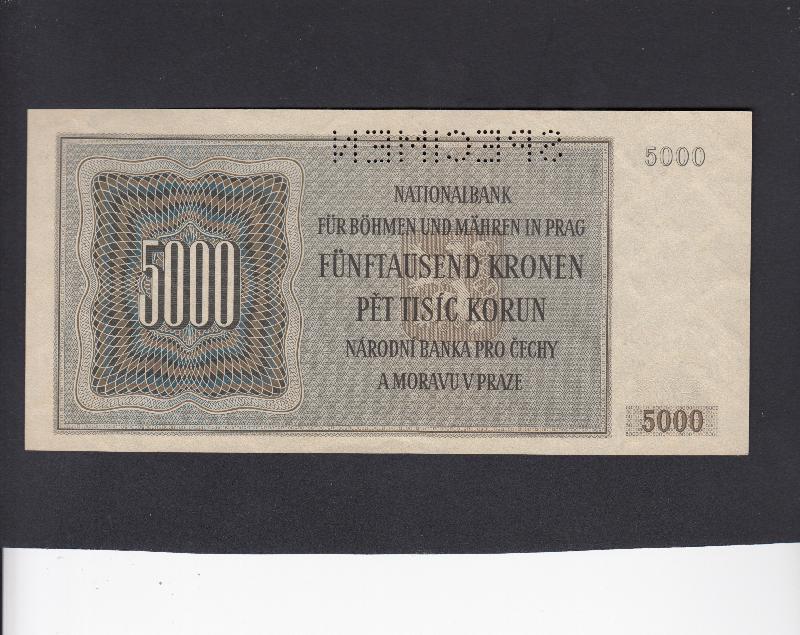 SPECIMEN
5000
NATIONALBANK
FÜR BÖHMEN UND MÄHREN IN PRAG
FÜNFTAUSEND KRONEN
PĚT TISÍC KORUN
NÁRODNÍ BANKA PRO ČECHY
A MORAVU V PRAZE
5000
5000